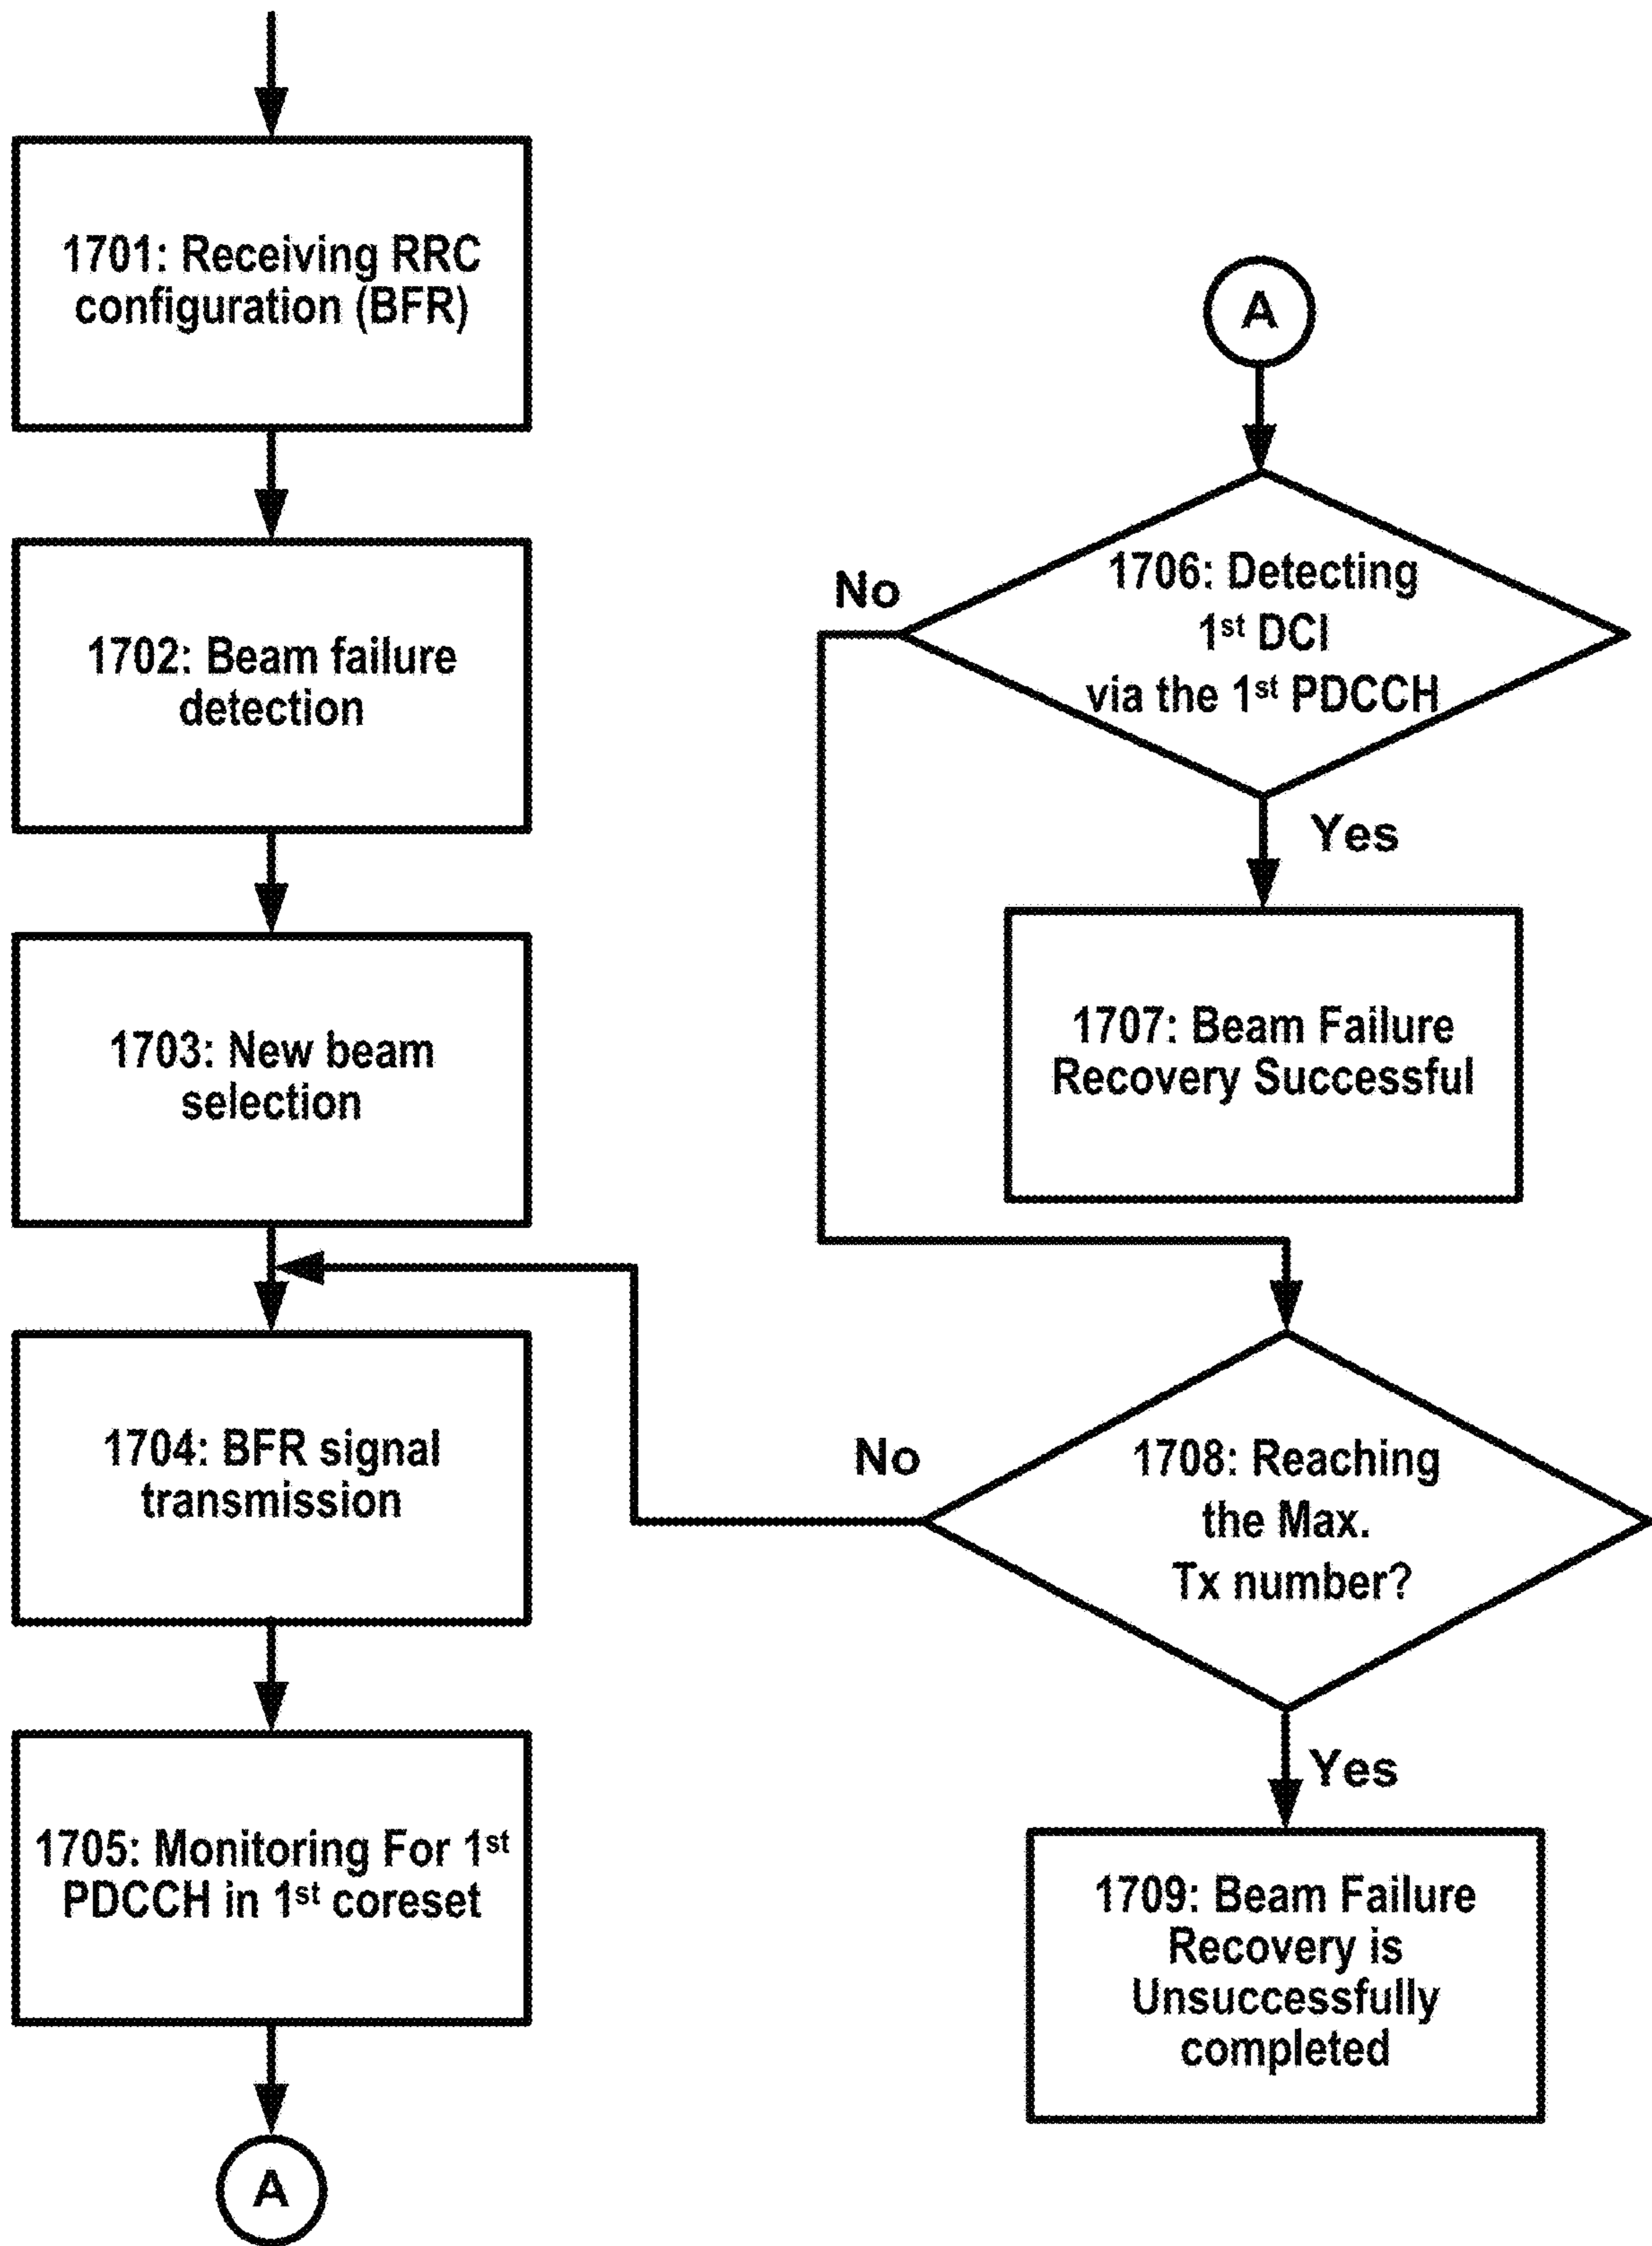 1701: Receiving RRC
configuration (BFR)
1702: Beam failure
detection
1703: New beam
selection
1704: BFR signal
transmission
1705: Monitoring For 1st
PDCCH in 1st coreset
A
A
1706: Detecting
1st DCI
via the 1st PDCCH
No
Yes
1707: Beam Failure
Recovery Successful
1708: Reaching
the Max.
Tx number?
No
Yes
1709: Beam Failure
Recovery is
Unsuccessfully
completed